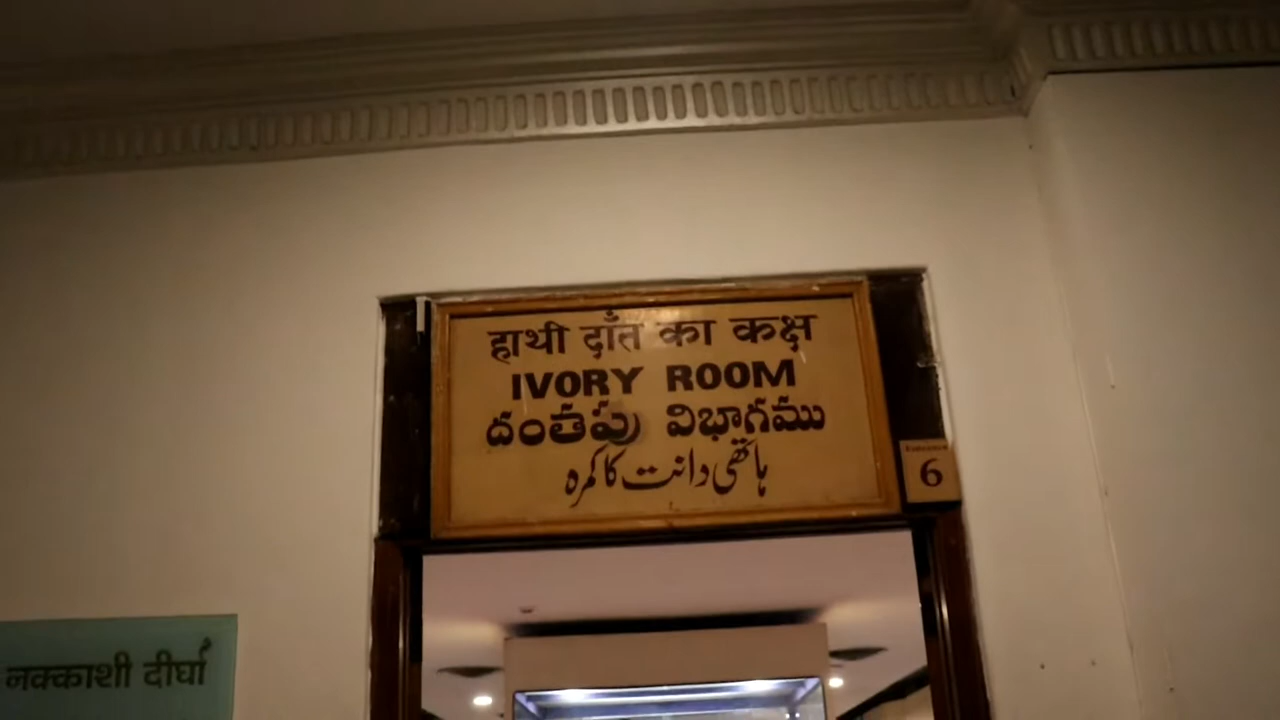 हाथी दाँत का कक्ष
IVORY ROOM
దంతపు విభాగము
ہاتھی دانت کا کمرہ
6
नक्काशी दीर्घा